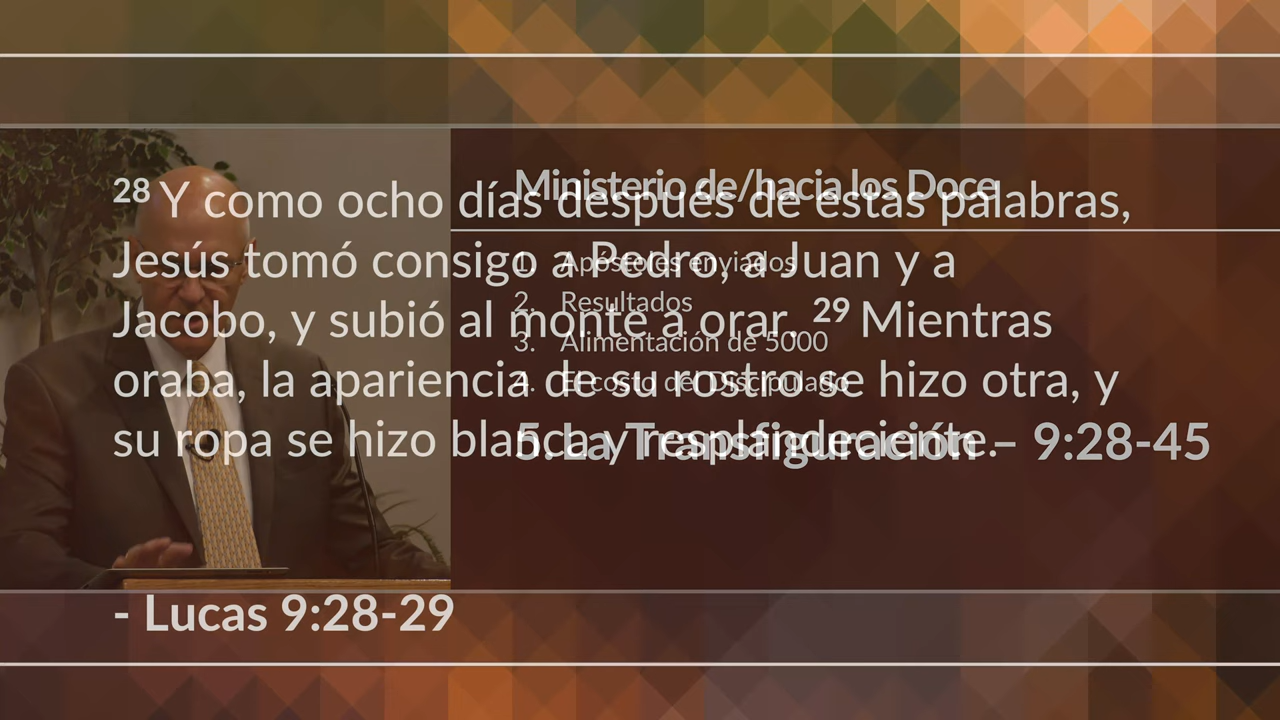 28 Y como ocho días después de estas palabras,
Jesús tomó consigo a Pedro, a Juan y a
Jacobo, y subió al monte a orar. 29 Mientras
oraba, la apariencia de su rostro se hizo otra, y
su ropa se hizo blanca y resplandeciente.
- Lucas 9:28-29
Ministerio de/hacia los Doce
1. Apóstoles enviados
2. Resultados
3. Alimentación de 5000
4. El costo del Discipulado
5. La Transfiguración – 9:28-45